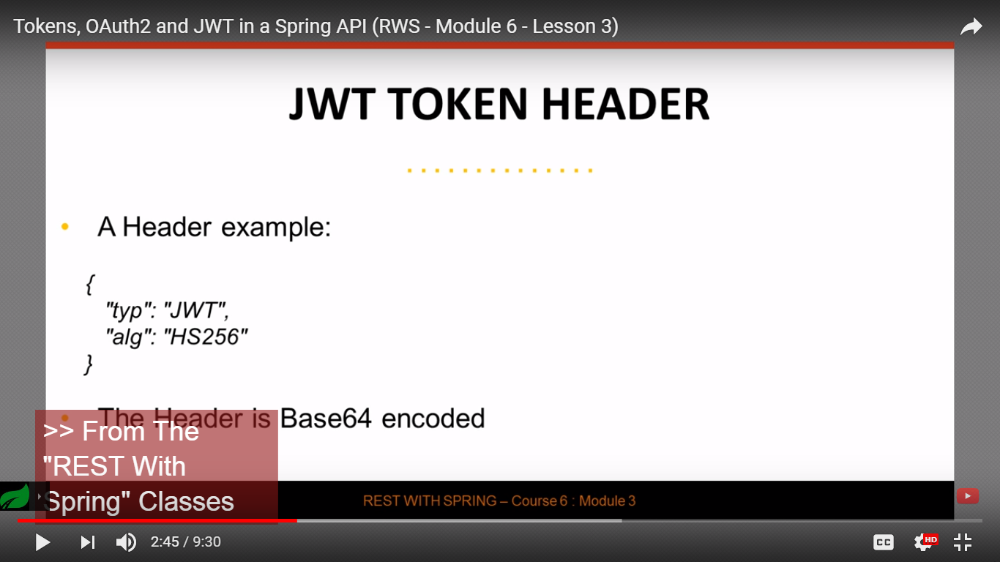 Tokens, OAuth2 and JWT in a Spring API (RWS - Module 6 - Lesson 3)
JWT TOKEN HEADER
• A Header example:
{
"typ": "JWT",
"alg": "HS256"
}
• The Header is Base64 encoded
>> From The
"REST With
Spring" Classes
REST WITH SPRING – Course 6 : Module 3
2:45 / 9:30
CC
HD